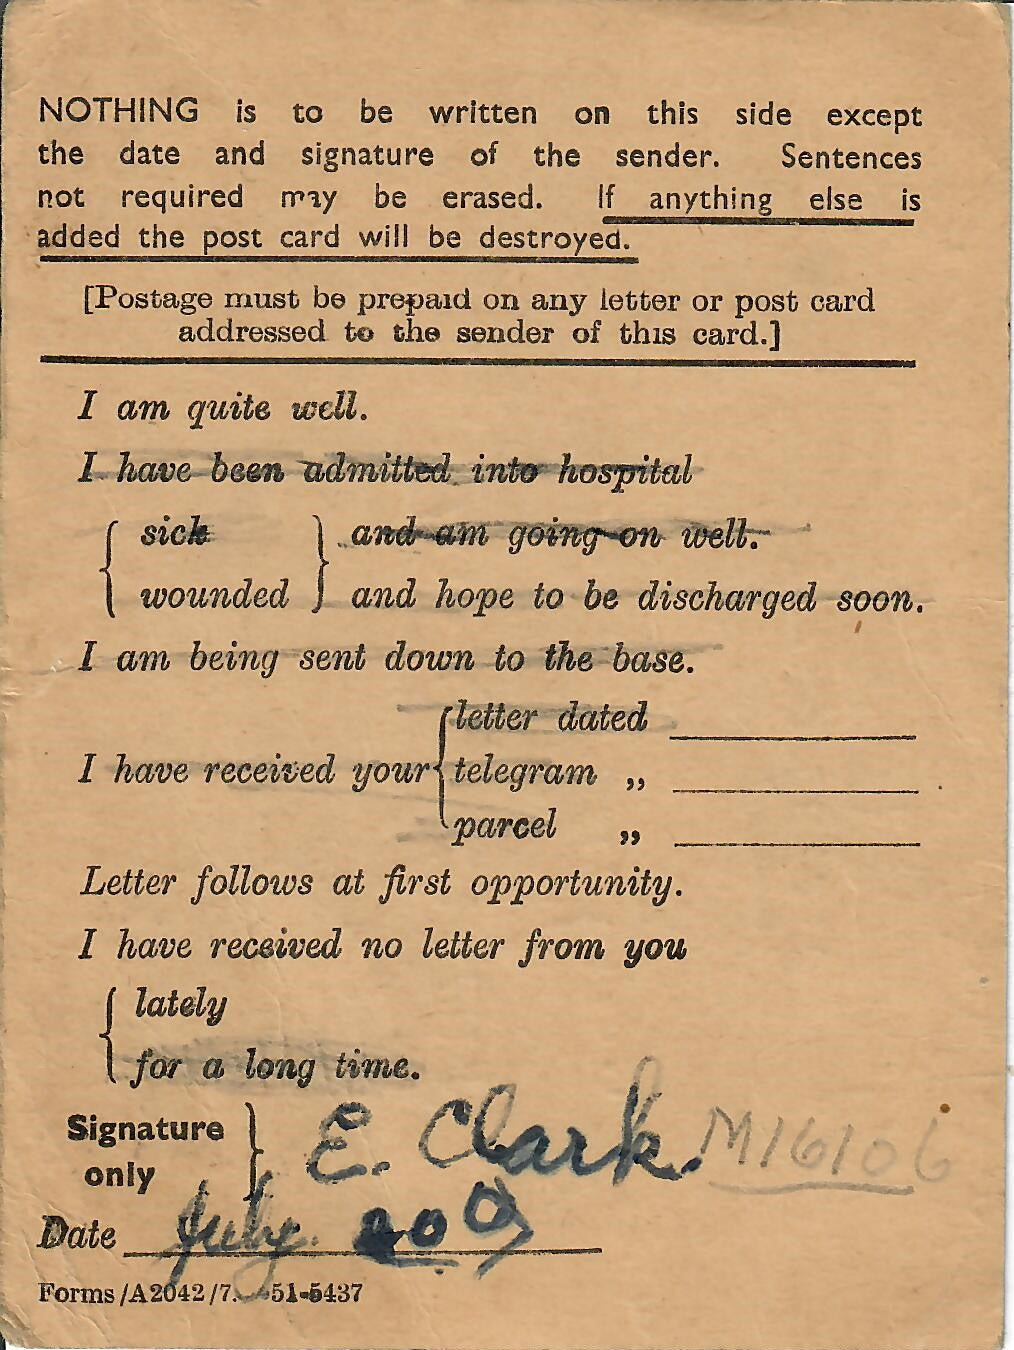 NOTHING is to be written on this side except
the date and signature of the sender. Sentences
not required may be erased. If anything else is
added the post card will be destroyed.
[Postage must be prepaid on any letter or post card
addressed to the sender of this card.]
I am quite well.
I have been admitted into hospital
sick and am going on well.
wounded and hope to be discharged soon.
I am being sent down to the base.
letter dated
I have received your telegram „
parcel „
Letter follows at first opportunity.
I have received no letter from you
lately
for a long time.
Signature only E. Clark. M16106
Date July.
Forms/A2042/7. 51-5437